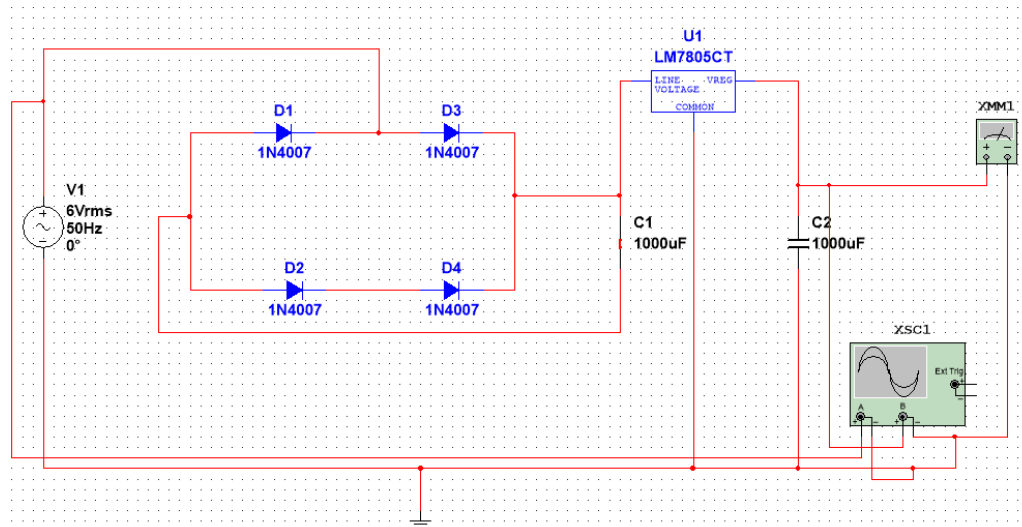 U1
LM7805CT
LINE VREG
VOLTAGE
COMMON
XMM1
+ −
D1
1N4007
D3
1N4007
V1
+
6Vrms
50Hz
−
0°
C1
1000uF
C2
1000uF
D2
1N4007
D4
1N4007
XSC1
Ext Trig
+
−
A B
+ − + −